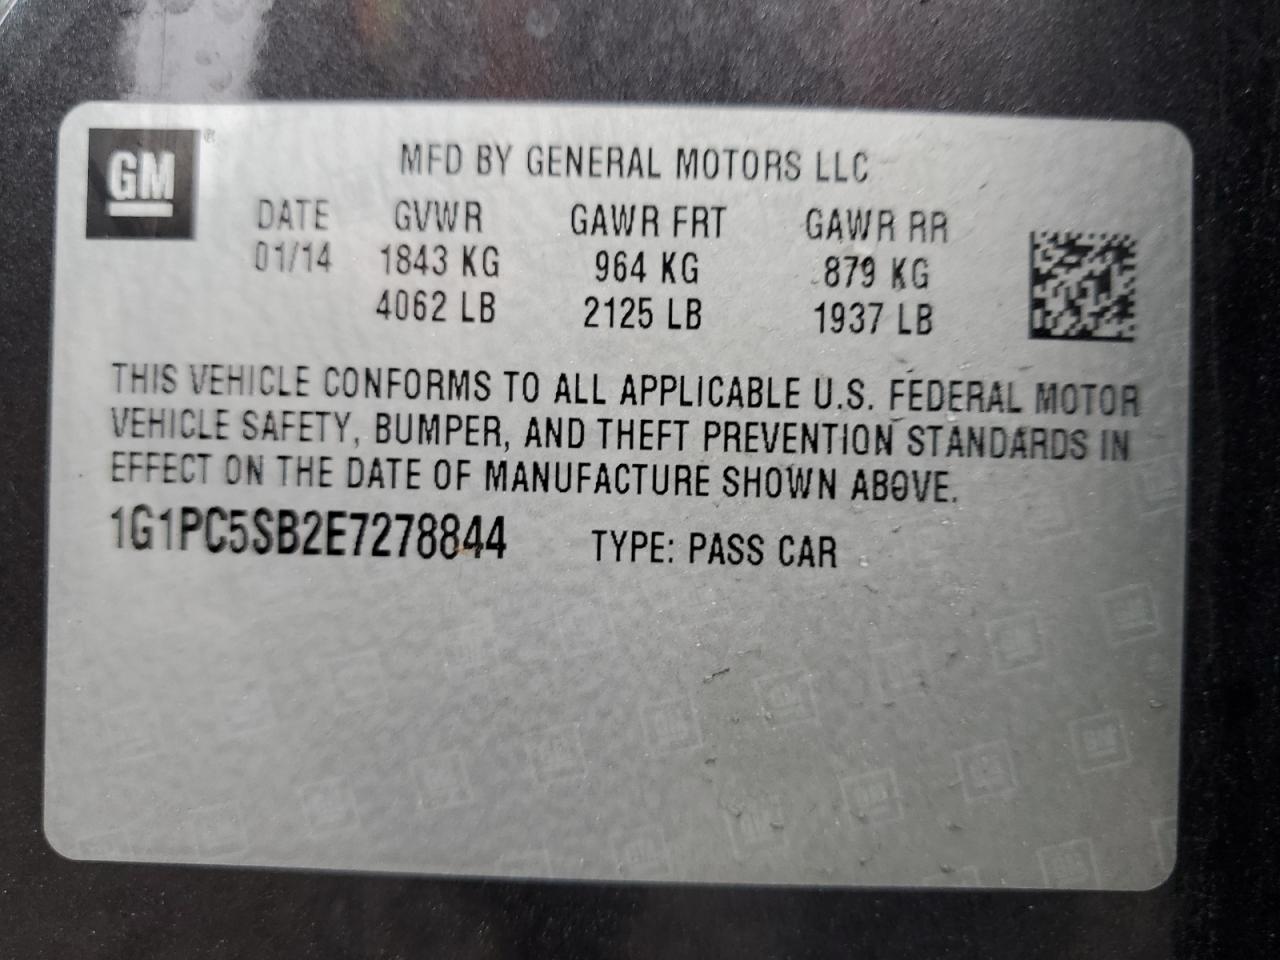 GM®
MFD BY GENERAL MOTORS LLC
DATE GVWR GAWR FRT GAWR RR
01/14 1843 KG 964 KG 879 KG
4062 LB 2125 LB 1937 LB
THIS VEHICLE CONFORMS TO ALL APPLICABLE U.S. FEDERAL MOTOR
VEHICLE SAFETY, BUMPER, AND THEFT PREVENTION STANDARDS IN
EFFECT ON THE DATE OF MANUFACTURE SHOWN ABOVE.
1G1PC5SB2E7278844 TYPE: PASS CAR